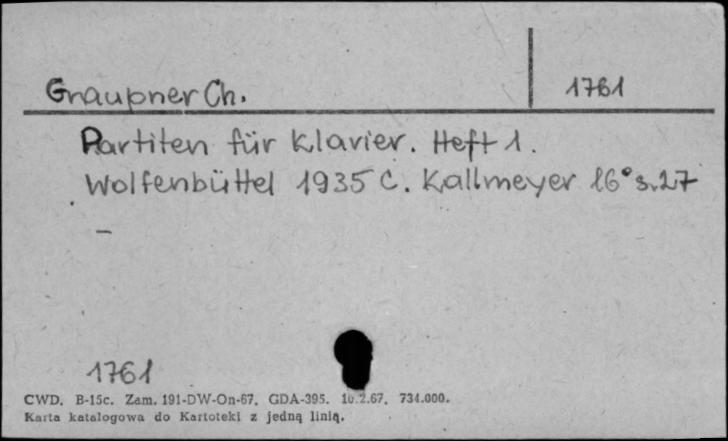 Graupner Ch.
1761
Partiten für Klavier. Heft 1.
Wolfenbüttel 1935 C. Kallmeyer 16° s. 27
–
1761
CWD. B-15c. Zam. 191-DW-On-67. GDA-395. 10.2.67. 734.000.
Karta katalogowa do Kartoteki z jedną linią.